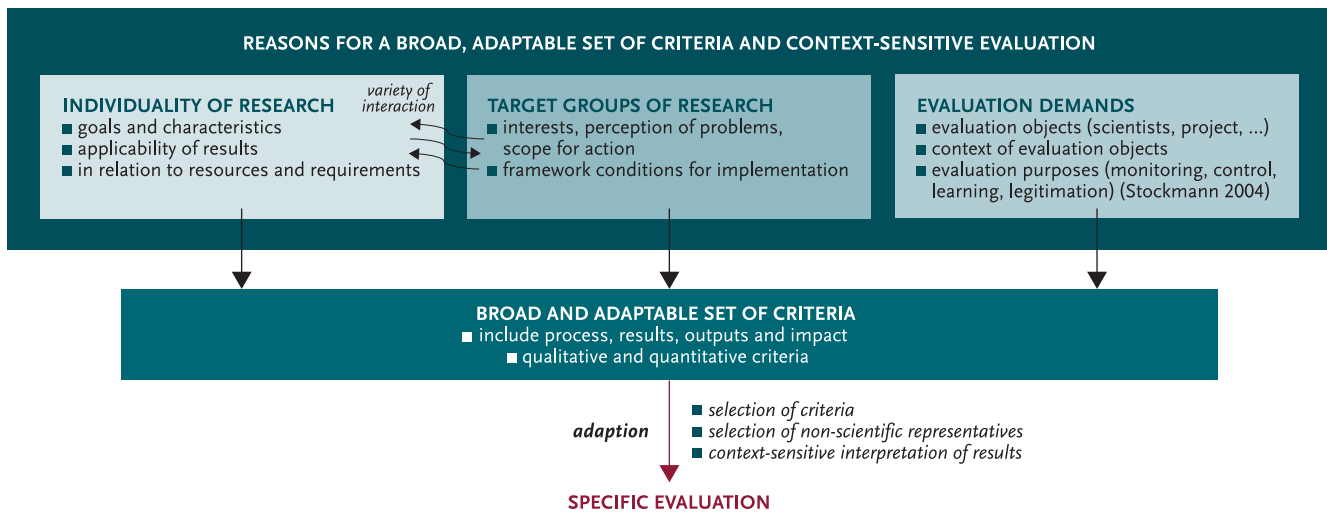 REASONS FOR A BROAD, ADAPTABLE SET OF CRITERIA AND CONTEXT-SENSITIVE EVALUATION
INDIVIDUALITY OF RESEARCH
■ goals and characteristics
■ applicability of results
■ in relation to resources and requirements
variety of
interaction
TARGET GROUPS OF RESEARCH
■ interests, perception of problems,
scope for action
■ framework conditions for implementation
EVALUATION DEMANDS
■ evaluation objects (scientists, project, ...)
■ context of evaluation objects
■ evaluation purposes (monitoring, control,
learning, legitimation) (Stockmann 2004)
BROAD AND ADAPTABLE SET OF CRITERIA
■ include process, results, outputs and impact
■ qualitative and quantitative criteria
adaption
■ selection of criteria
■ selection of non-scientific representatives
■ context-sensitive interpretation of results
SPECIFIC EVALUATION